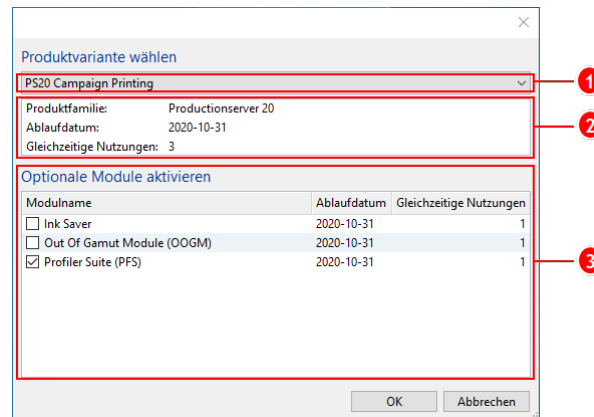 Produktvariante wählen
PS20 Campaign Printing
1
Produktfamilie: Productionserver 20
Ablaufdatum: 2020-10-31
Gleichzeitige Nutzungen: 3
2
Optionale Module aktivieren
Modulname Ablaufdatum Gleichzeitige Nutzungen
Ink Saver 2020-10-31 1
Out Of Gamut Module (OOGM) 2020-10-31 1
Profiler Suite (PFS) 2020-10-31 1
3
OK Abbrechen